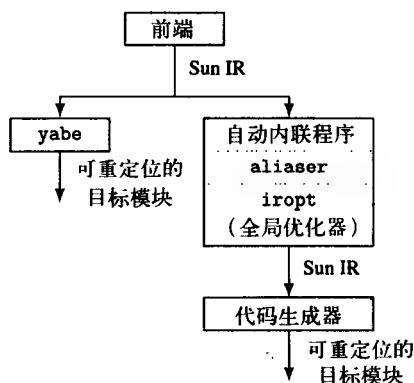 前端
Sun IR
yabe
可重定位的
目标模块
自动内联程序
aliaser
iropt
(全局优化器)
Sun IR
代码生成器
可重定位的
目标模块